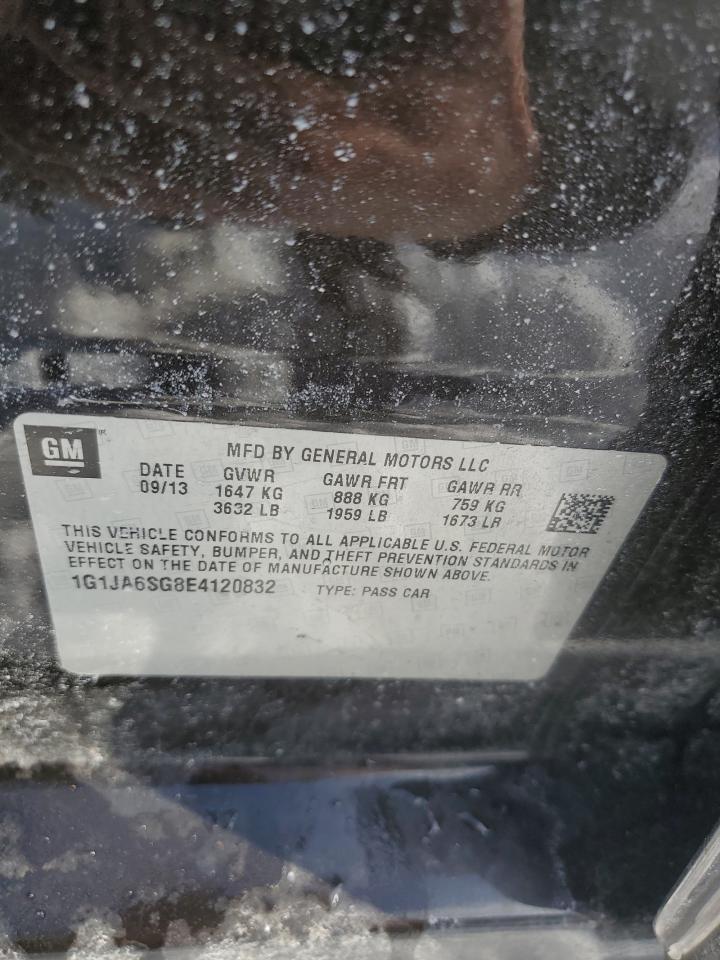 GM
MFD BY GENERAL MOTORS LLC
DATE GVWR GAWR FRT GAWR RR
09/13 1647 KG 888 KG 759 KG
3632 LB 1959 LB 1673 LB
THIS VEHICLE CONFORMS TO ALL APPLICABLE U.S. FEDERAL MOTOR
VEHICLE SAFETY, BUMPER, AND THEFT PREVENTION STANDARDS IN
EFFECT ON THE DATE OF MANUFACTURE SHOWN ABOVE.
1G1JA6SG8E4120832 TYPE: PASS CAR